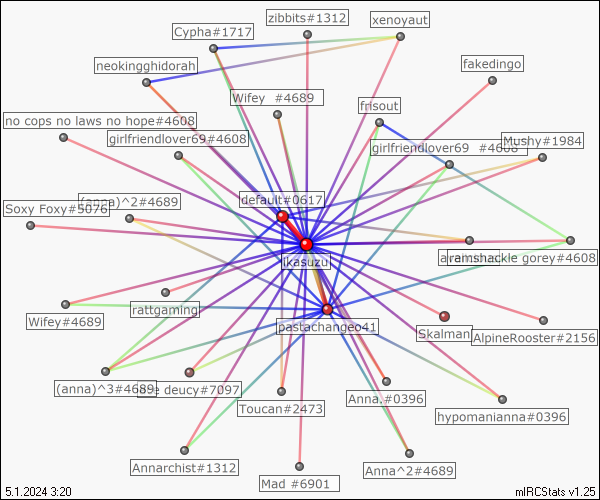 zibbits#1312
xenoyaut
Cypha#1717
neokingghidorah
fakedingo
Wifey #4689
frlsout
no cops no laws no hope#4608
girlfriendlover69#4608
girlfriendlover69 #4608
Mushy#1984
(anna)^2#4689
default#0617
Soxy Foxy#5076
ikasuzu
ramshackle gorey#4608
rattgaming
Wifey#4689
pastachangeo41
Skalman
AlpineRooster#2156
(anna)^3#4689
deucy#7097
Anna.#0396
Toucan#2473
hypomanianna#0396
Annarchist#1312
Mad #6901
Anna^2#4689
5.1.2024 3:20
mIRCStats v1.25